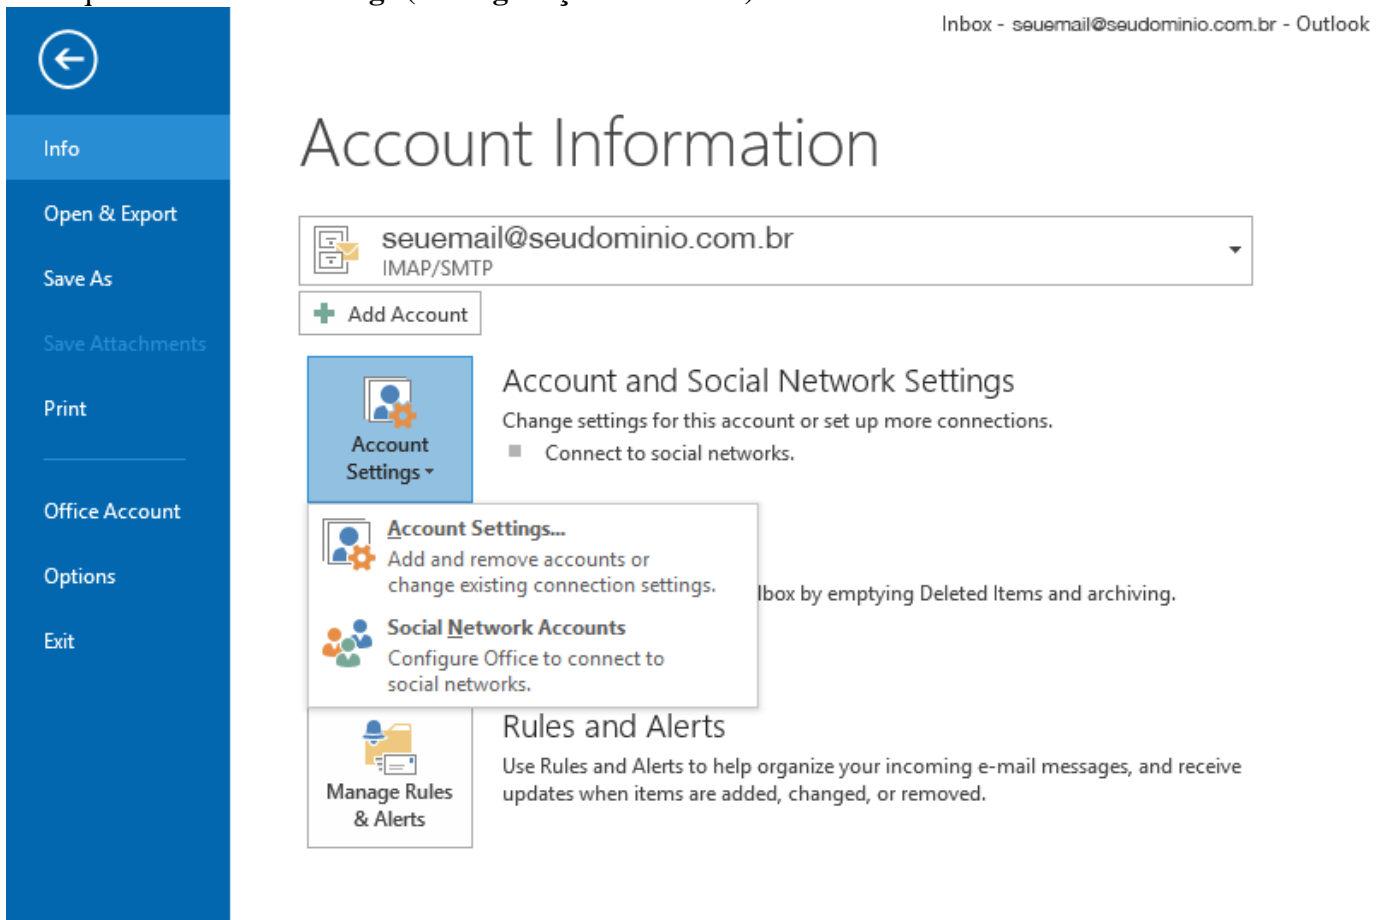 Inbox - seuemail@seudominio.com.br - Outlook
Info
Open & Export
Save As
Save Attachments
Print
Office Account
Options
Exit
Account Information
seuemail@seudominio.com.br
IMAP/SMTP
Add Account
Account
Settings
Account and Social Network Settings
Change settings for this account or set up more connections.
Connect to social networks.
Account Settings...
Add and remove accounts or
change existing connection settings.
Social Network Accounts
Configure Office to connect to
social networks.
lbox by emptying Deleted Items and archiving.
Manage Rules
& Alerts
Rules and Alerts
Use Rules and Alerts to help organize your incoming e-mail messages, and receive
updates when items are added, changed, or removed.